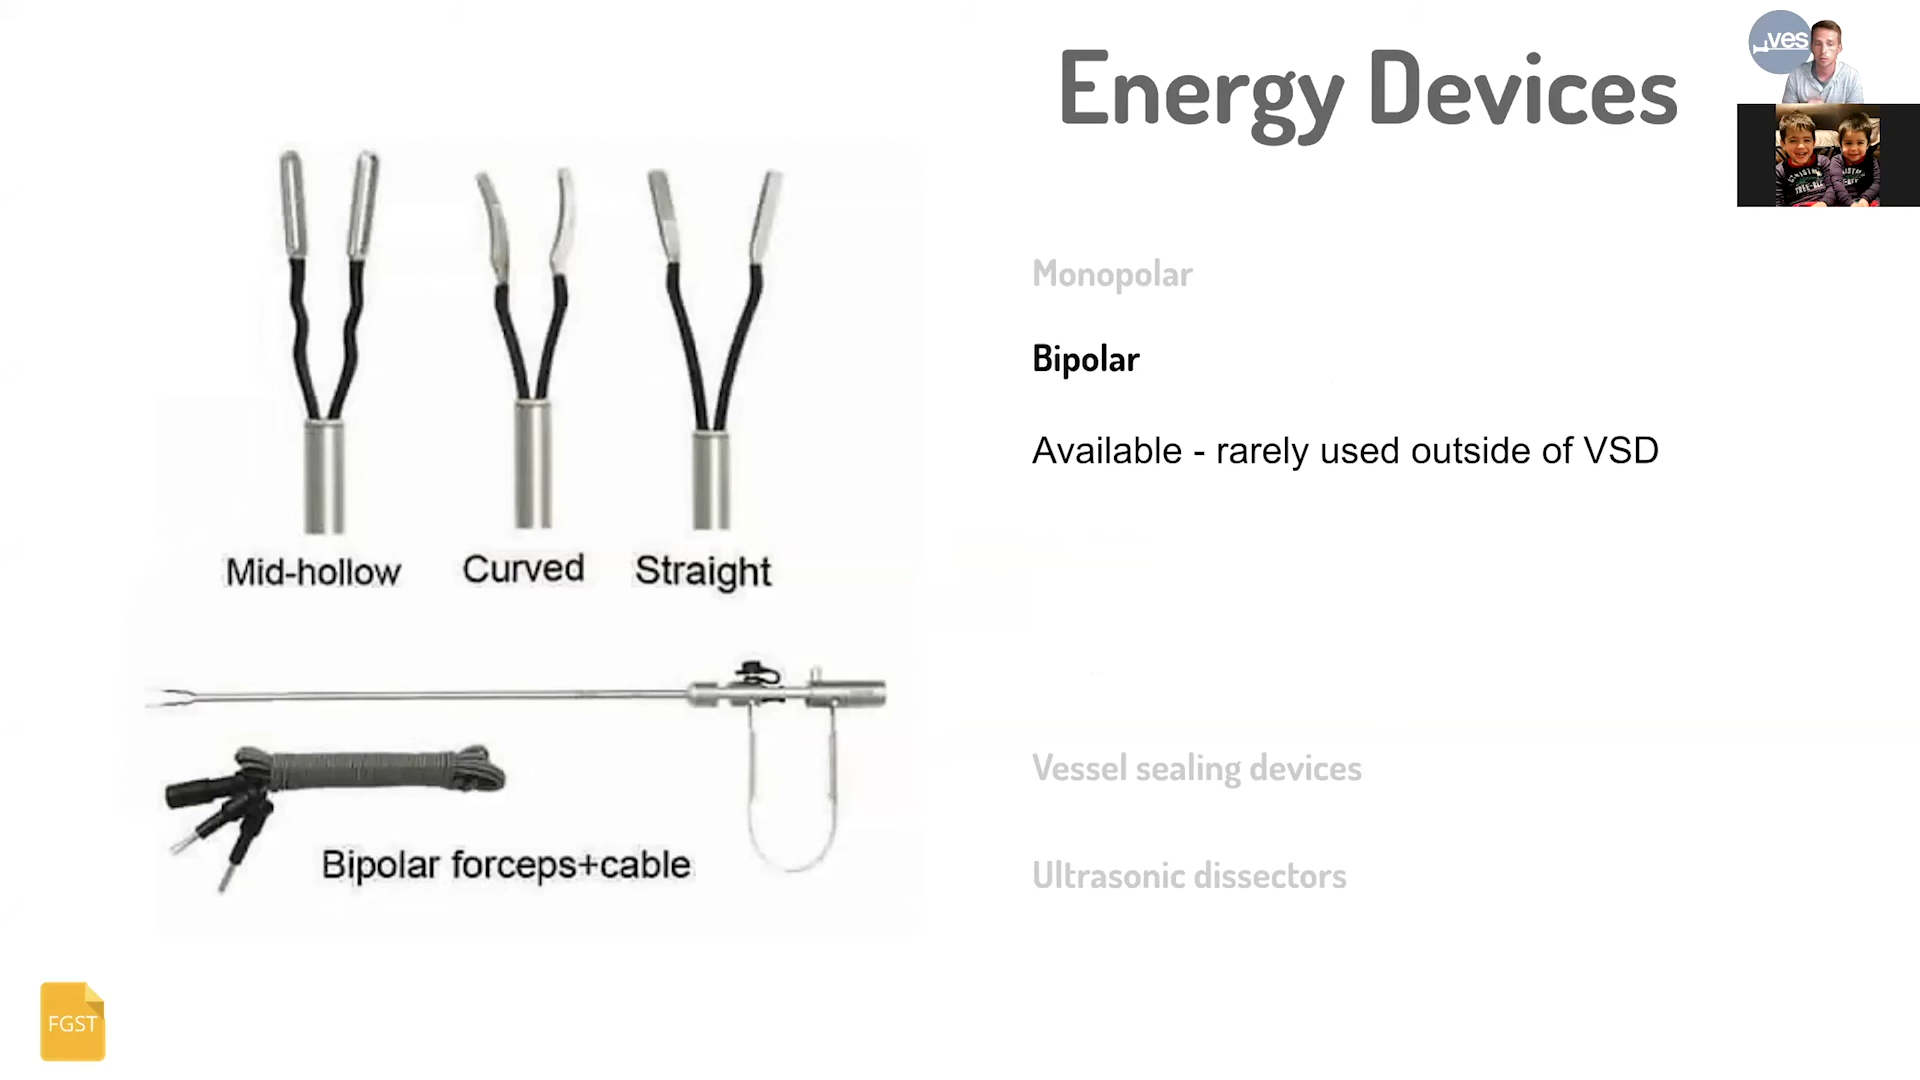 Energy Devices
ves
Monopolar
Bipolar
Available - rarely used outside of VSD
Vessel sealing devices
Ultrasonic dissectors
Mid-hollow
Curved
Straight
Bipolar forceps+cable
FGST